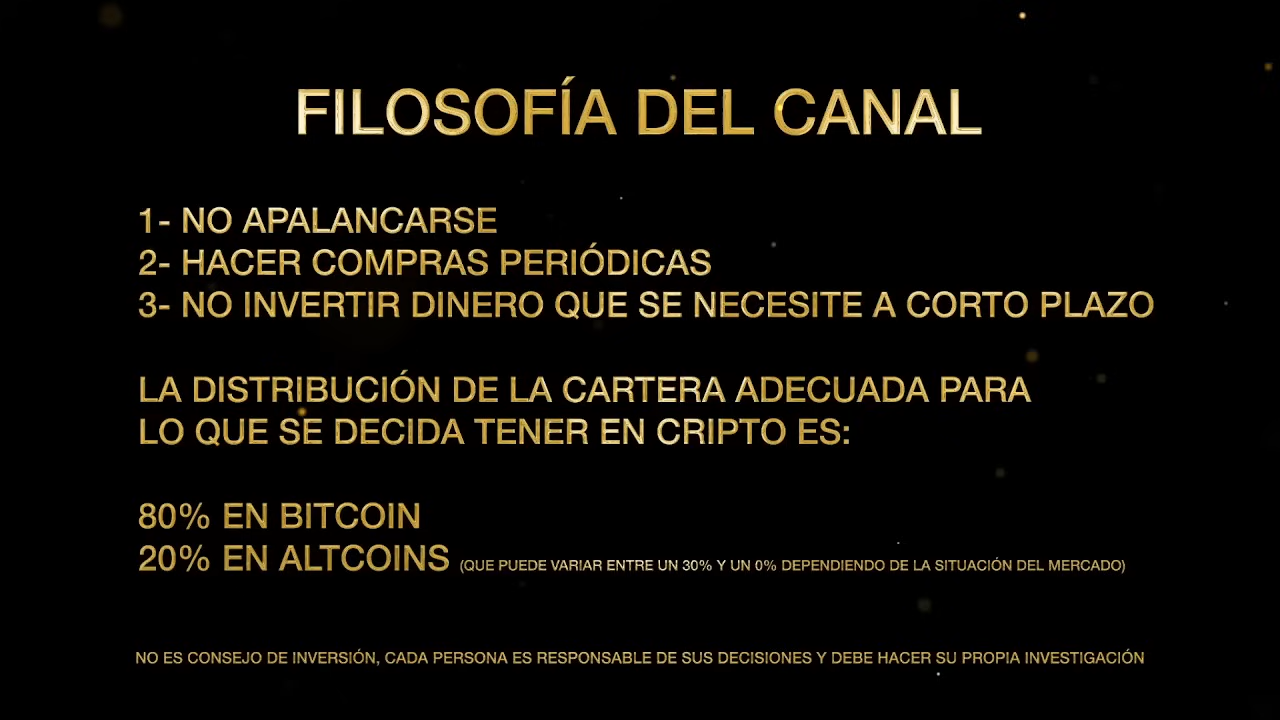 FILOSOFÍA DEL CANAL
1- NO APALANCARSE
2- HACER COMPRAS PERIÓDICAS
3- NO INVERTIR DINERO QUE SE NECESITE A CORTO PLAZO
LA DISTRIBUCIÓN DE LA CARTERA ADECUADA PARA
LO QUE SE DECIDA TENER EN CRIPTO ES:
80% EN BITCOIN
20% EN ALTCOINS (QUE PUEDE VARIAR ENTRE UN 30% Y UN 0% DEPENDIENDO DE LA SITUACIÓN DEL MERCADO)
NO ES CONSEJO DE INVERSIÓN, CADA PERSONA ES RESPONSABLE DE SUS DECISIONES Y DEBE HACER SU PROPIA INVESTIGACIÓN